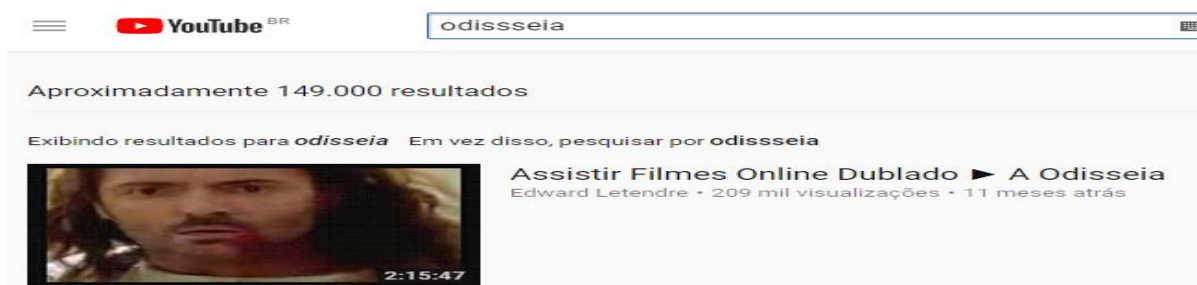 YouTube BR
odissseia
Aproximadamente 149.000 resultados
Exibindo resultados para odisseia Em vez disso, pesquisar por odissseia
Assistir Filmes Online Dublado ► A Odisseia
Edward Letendre • 209 mil visualizações • 11 meses atrás
2:15:47